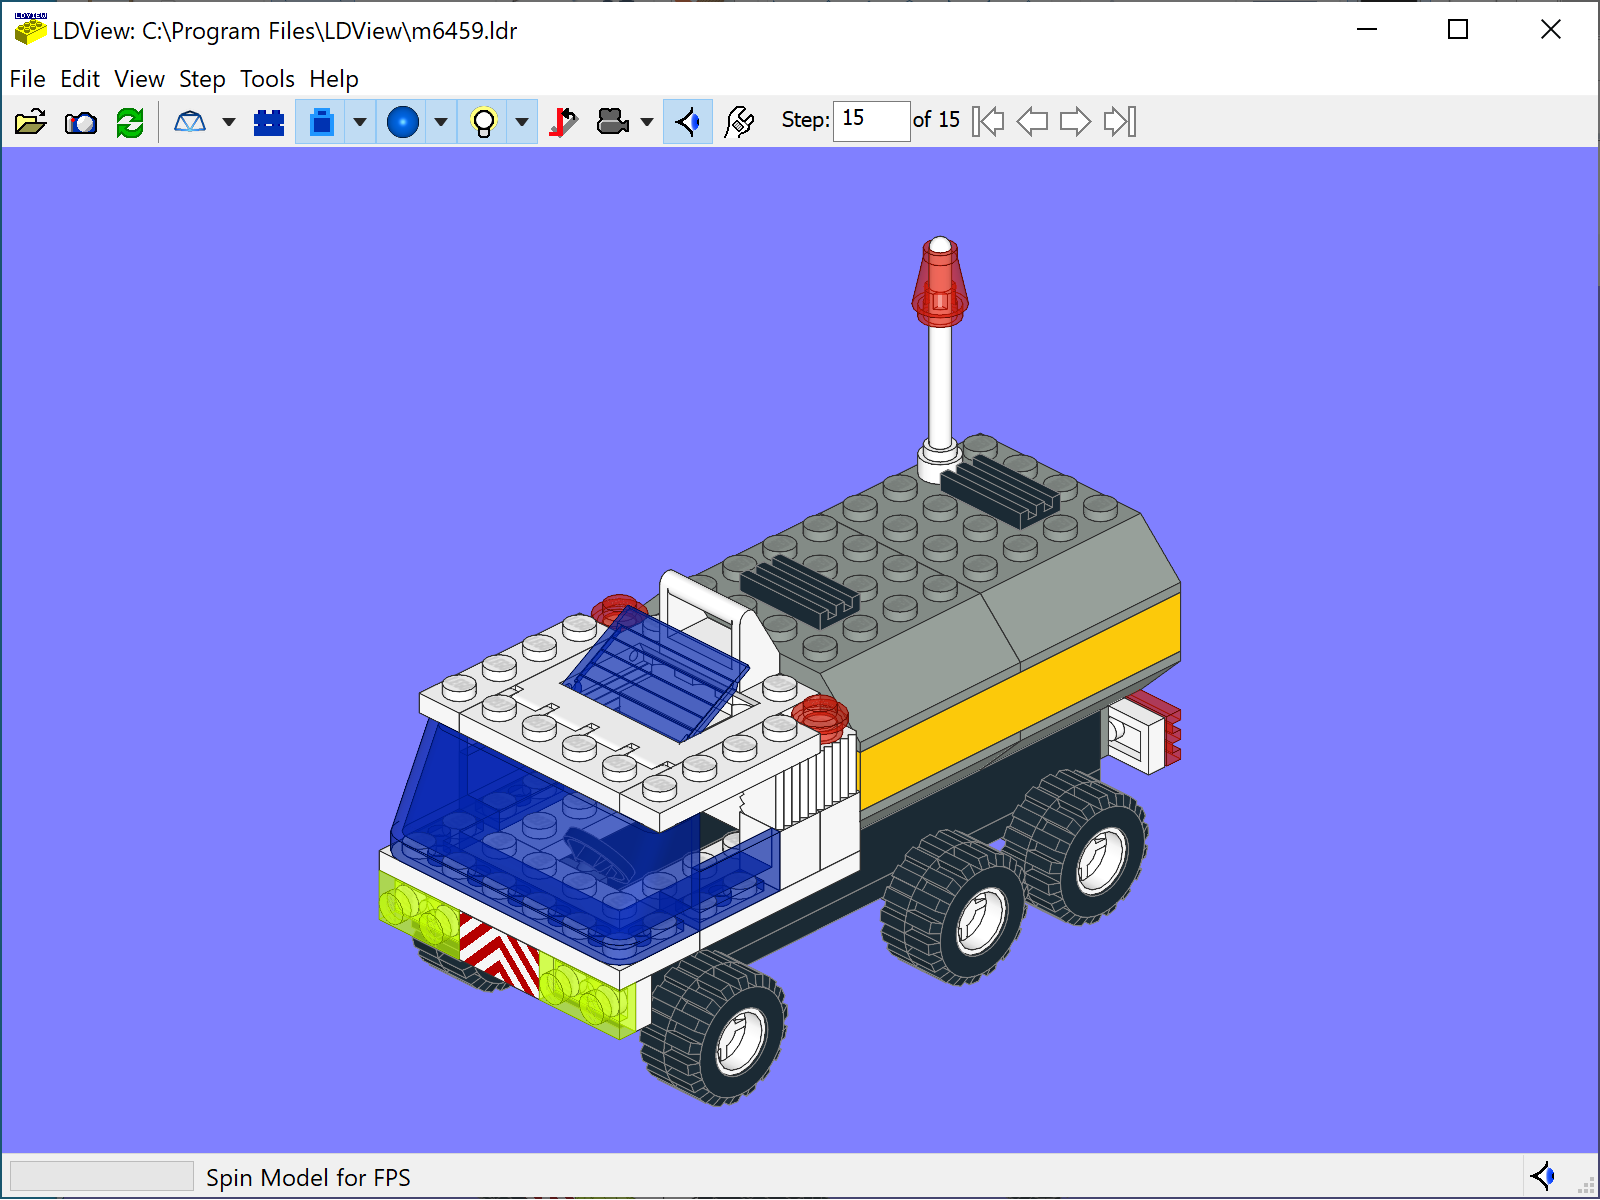 LDView: C:\Program Files\LDView\m6459.ldr
File Edit View Step Tools Help
Step: 15 of 15
Spin Model for FPS